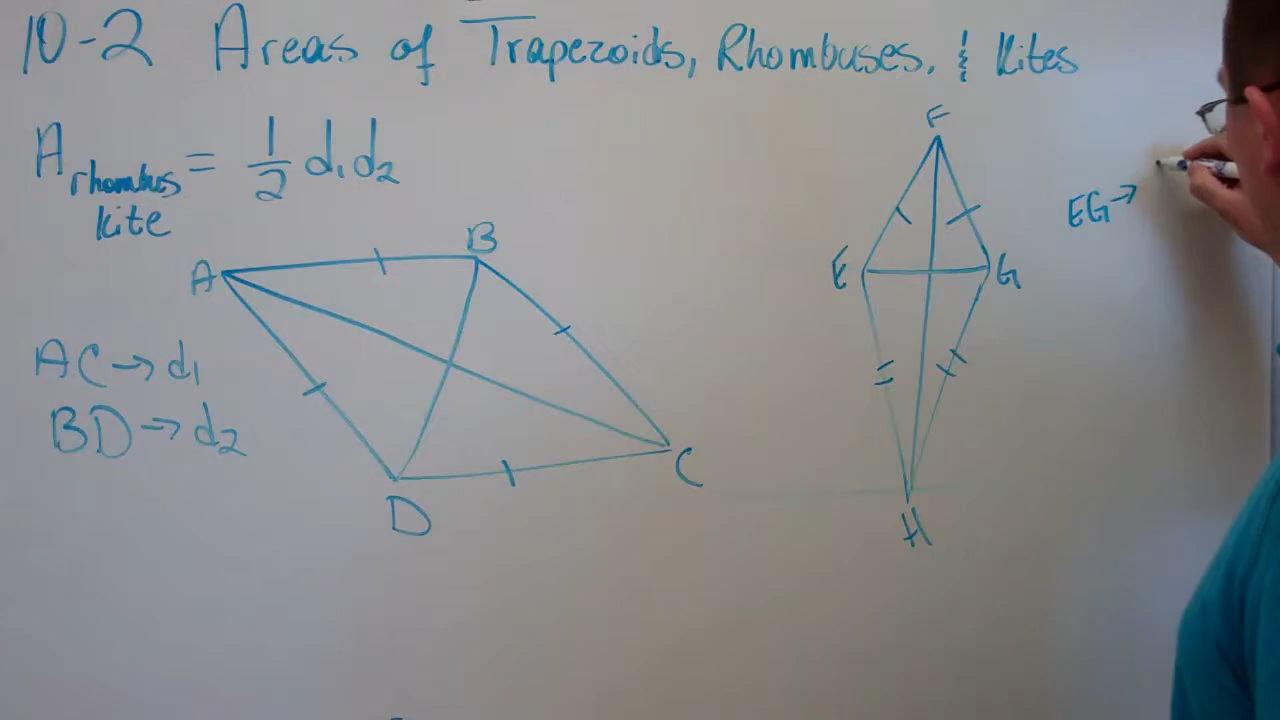 10-2 Areas of Trapezoids, Rhombuses, & Kites
A rhombus kite = 1/2 d1d2
F
B
A
E
G
EG→
AC→d1
BD→d2
C
D
H